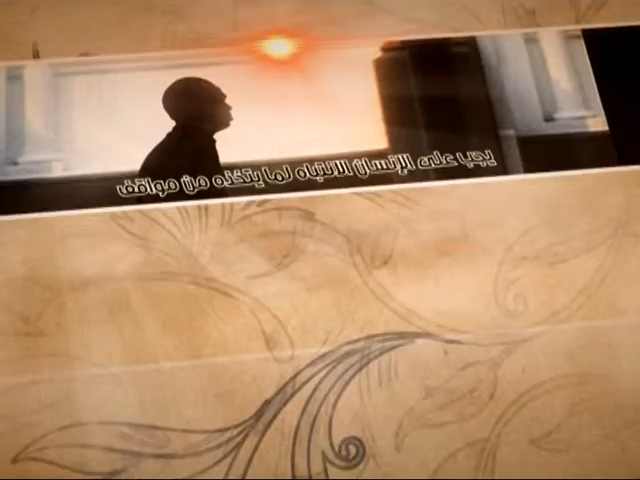 يجب على الإنسان الانتباه لما يتخذه من مواقف